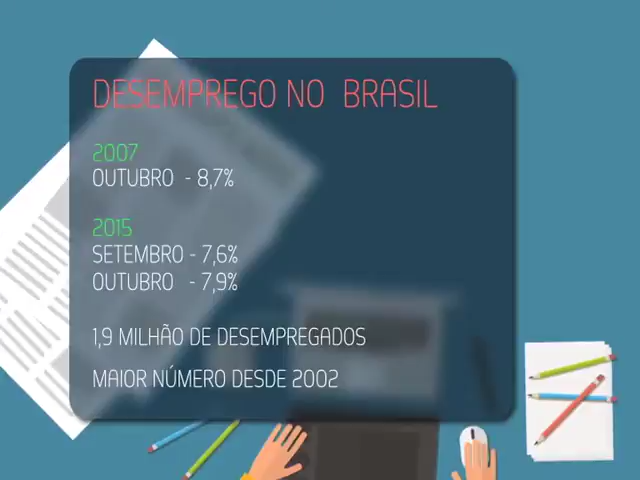 DESEMPREGO NO BRASIL
2007
OUTUBRO - 8,7%
2015
SETEMBRO - 7,6%
OUTUBRO - 7,9%
1,9 MILHÃO DE DESEMPREGADOS
MAIOR NÚMERO DESDE 2002